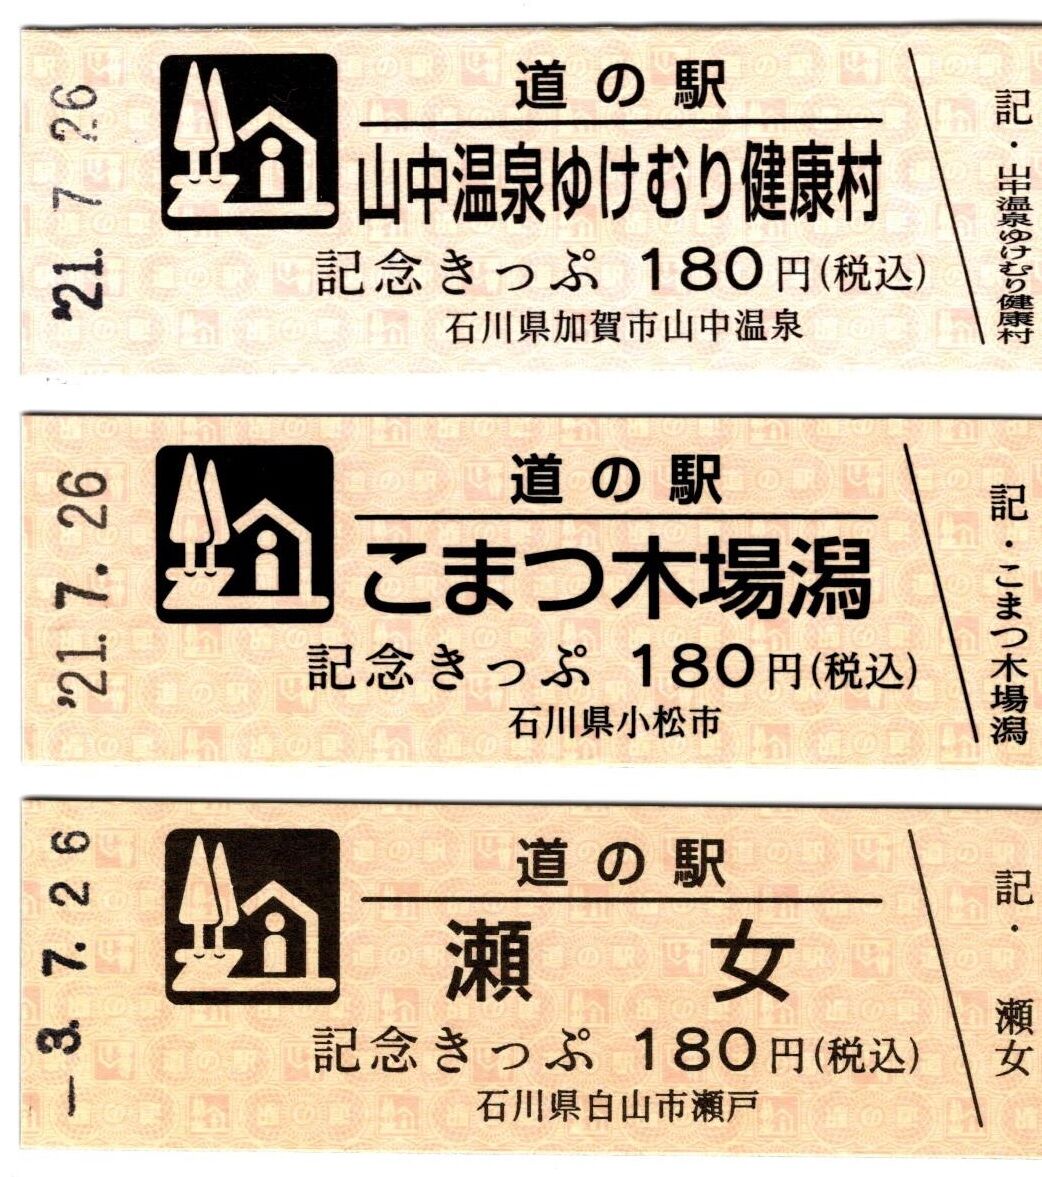 '21. 7 26
道の駅
山中温泉ゆけむり健康村
記念きっぷ 180円(税込)
石川県加賀市山中温泉
記・山中温泉ゆけむり健康村
'21. 7. 26
道の駅
こまつ木場潟
記念きっぷ 180円(税込)
石川県小松市
記・こまつ木場潟
- 3. 7. 26
道の駅
瀬女
記念きっぷ 180円(税込)
石川県白山市瀬戸
記・瀬女